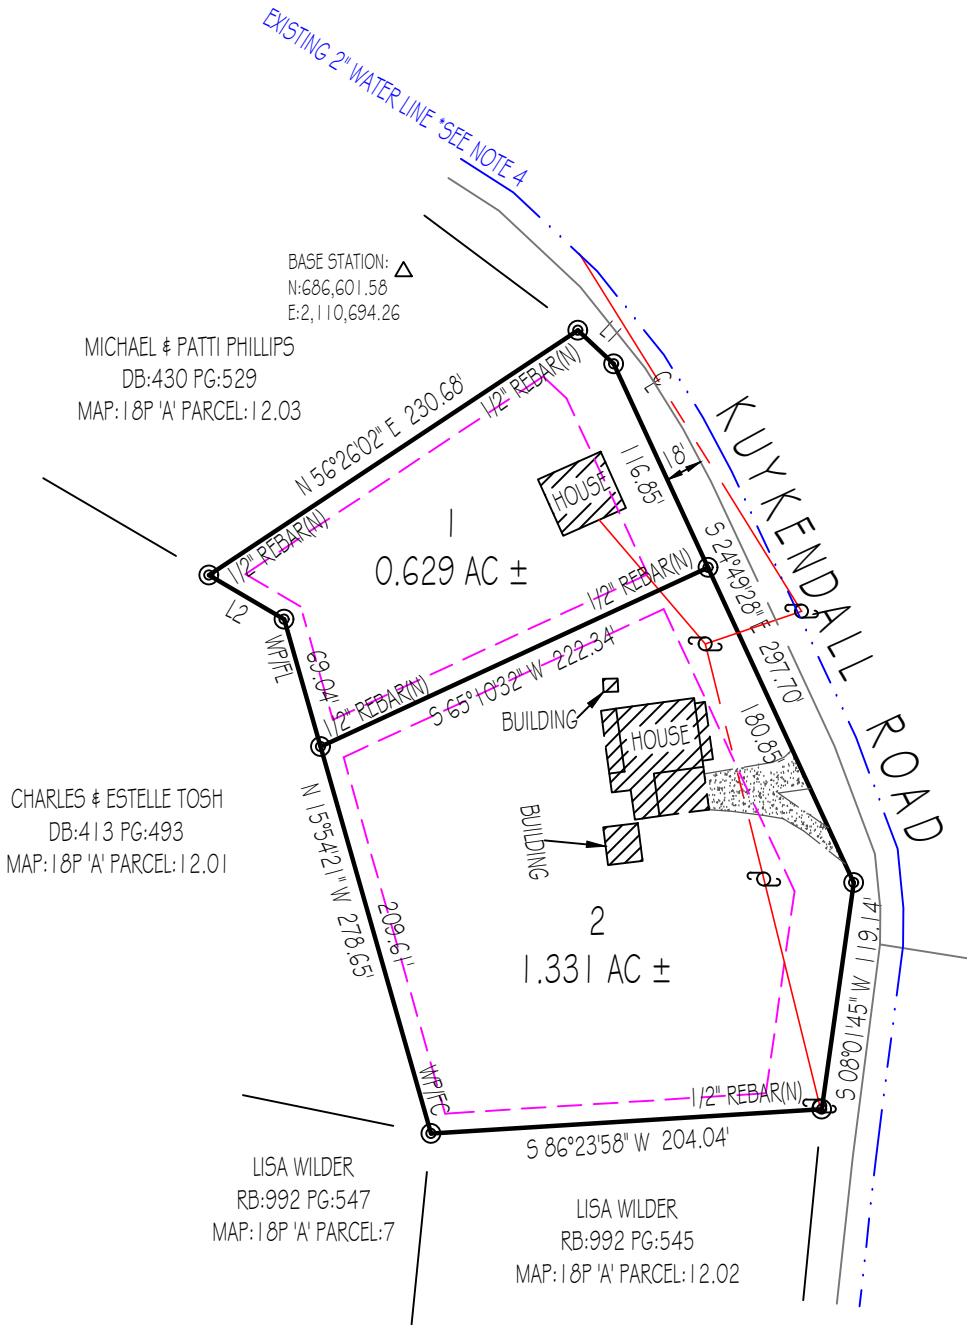 EXISTING 2" WATER LINE *SEE NOTE 4
BASE STATION:
N:686,601.58
E:2,110,694.26
MICHAEL & PATTI PHILLIPS
DB:430 PG:529
MAP:18P 'A' PARCEL:12.03
N 56°26'02" E 230.68'
1/2" REBAR(N)
L1
℄
18'
KUYKENDALL ROAD
116.85'
HOUSE
1
0.629 AC ±
1/2" REBAR(N)
L2
WP/FL
69.04'
1/2" REBAR(N)
S 24°49'28" E 297.70'
1/2" REBAR(N)
S 65°10'32" W 222.34'
BUILDING
HOUSE
180.85'
BUILDING
CHARLES & ESTELLE TOSH
DB:413 PG:493
MAP:18P 'A' PARCEL:12.01
N 15°54'21" W 278.65'
209.61'
2
1.331 AC ±
S 08°01'45" W 119.14'
WP/FC
1/2" REBAR(N)
S 86°23'58" W 204.04'
LISA WILDER
RB:992 PG:547
MAP:18P 'A' PARCEL:7
LISA WILDER
RB:992 PG:545
MAP:18P 'A' PARCEL:12.02